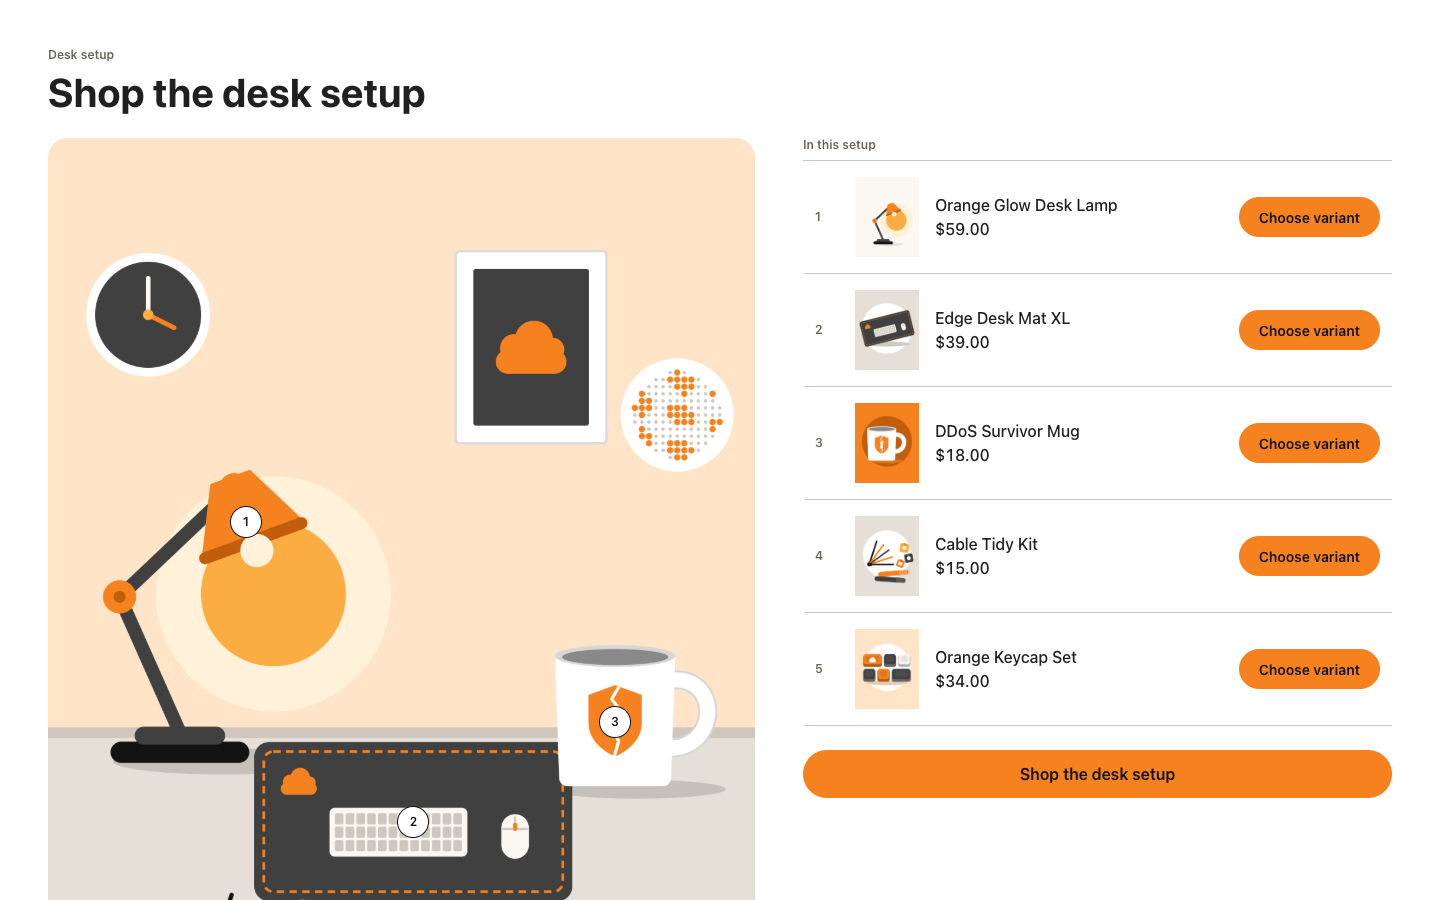 Desk setup
Shop the desk setup
1
3
2
In this setup
1
Orange Glow Desk Lamp
$59.00
Choose variant
2
Edge Desk Mat XL
$39.00
Choose variant
3
DDoS Survivor Mug
$18.00
Choose variant
4
Cable Tidy Kit
$15.00
Choose variant
5
Orange Keycap Set
$34.00
Choose variant
Shop the desk setup